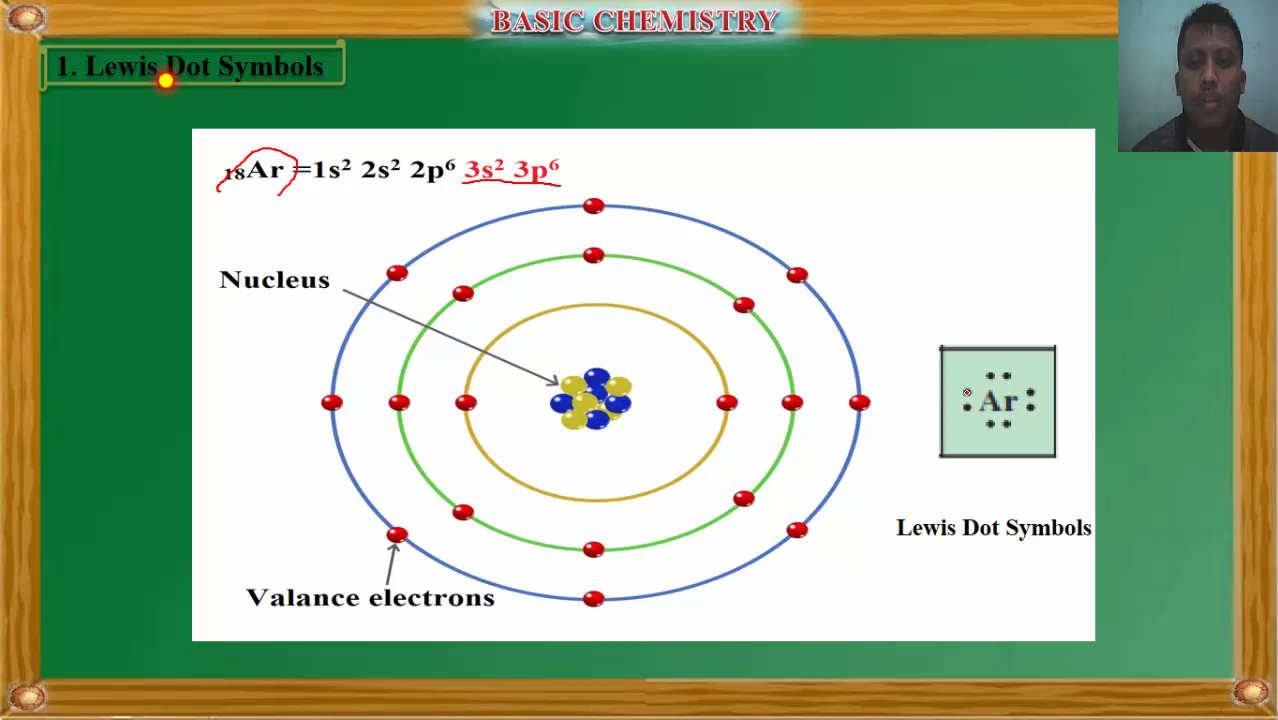 BASIC CHEMISTRY
1. Lewis Dot Symbols
₁₈Ar =1s² 2s² 2p⁶ 3s² 3p⁶
Nucleus
Ar
Lewis Dot Symbols
Valance electrons